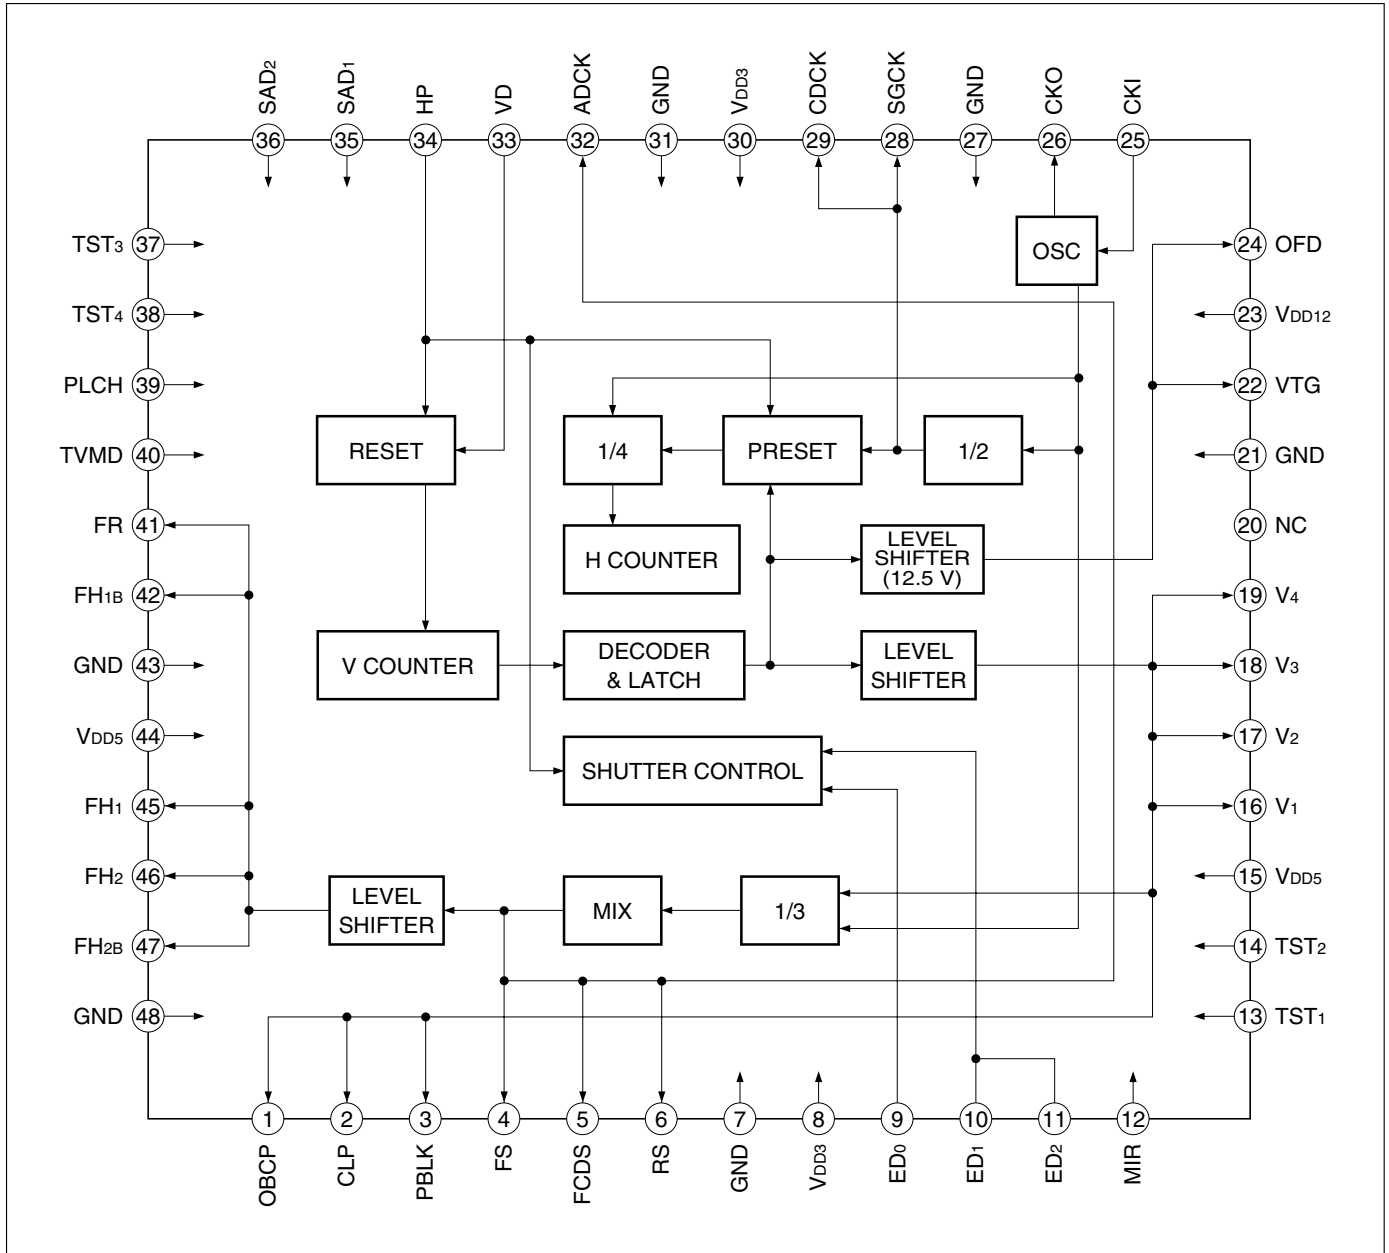 SAD2
SAD1
HP
VD
ADCK
GND
VDD3
CDCK
SGCK
GND
CKO
CKI
36
35
34
33
32
31
30
29
28
27
26
25
TST3 37
TST4 38
PLCH 39
TVMD 40
FR 41
FH1B 42
GND 43
VDD5 44
FH1 45
FH2 46
FH2B 47
GND 48
OSC
RESET
1/4
PRESET
1/2
H COUNTER
LEVEL
SHIFTER
(12.5 V)
V COUNTER
DECODER
& LATCH
LEVEL
SHIFTER
SHUTTER CONTROL
LEVEL
SHIFTER
MIX
1/3
24 OFD
23 VDD12
22 VTG
21 GND
20 NC
19 V4
18 V3
17 V2
16 V1
15 VDD5
14 TST2
13 TST1
1
2
3
4
5
6
7
8
9
10
11
12
OBCP
CLP
PBLK
FS
FCDS
RS
GND
VDD3
ED0
ED1
ED2
MIR